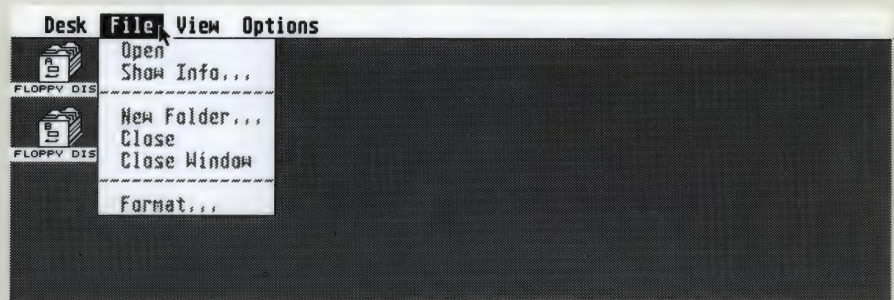 Desk File View Options
Open
Show Info...
A
FLOPPY DIS
New Folder...
Close
B
FLOPPY DIS
Close Window
Format...